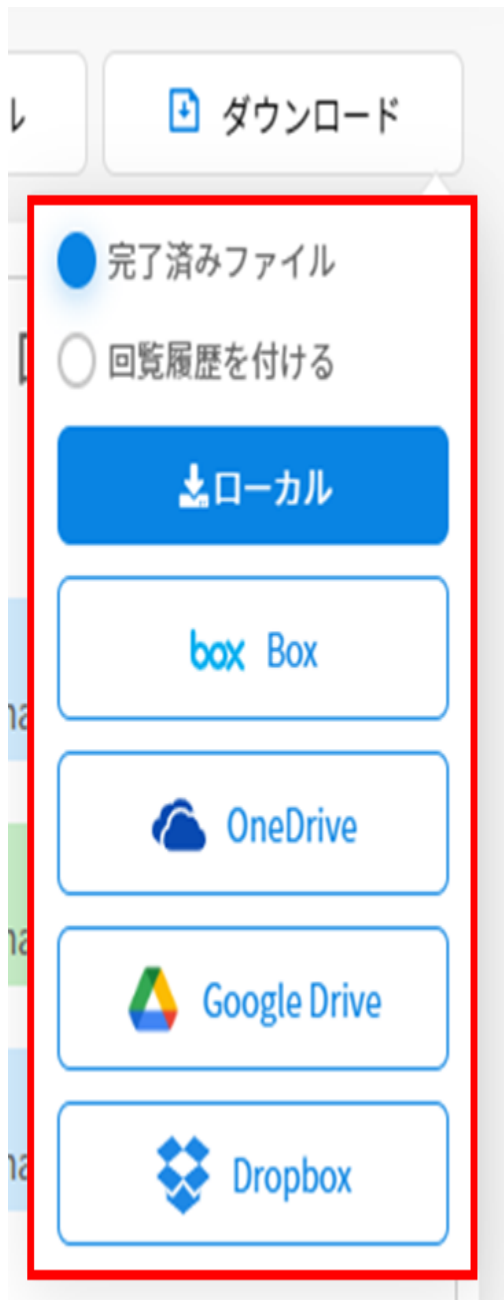 ル
ダウンロード
完了済みファイル
回覧履歴を付ける
ローカル
box Box
OneDrive
Google Drive
Dropbox